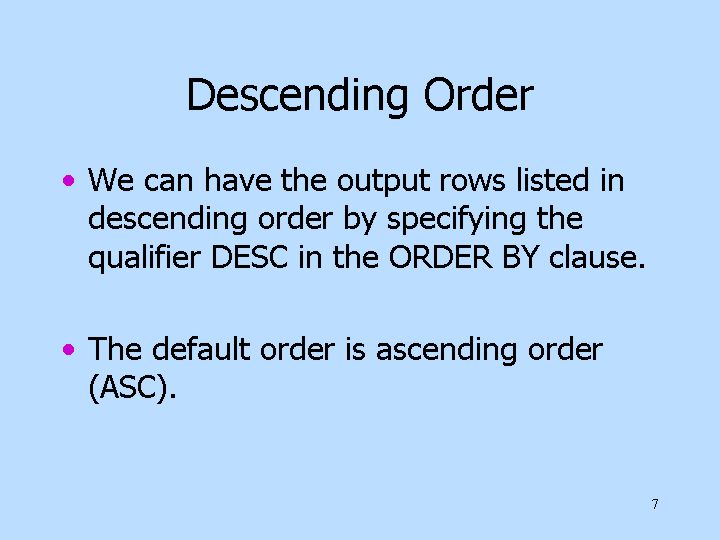 Descending Order
• We can have the output rows listed in
descending order by specifying the
qualifier DESC in the ORDER BY clause.
• The default order is ascending order
(ASC).
7